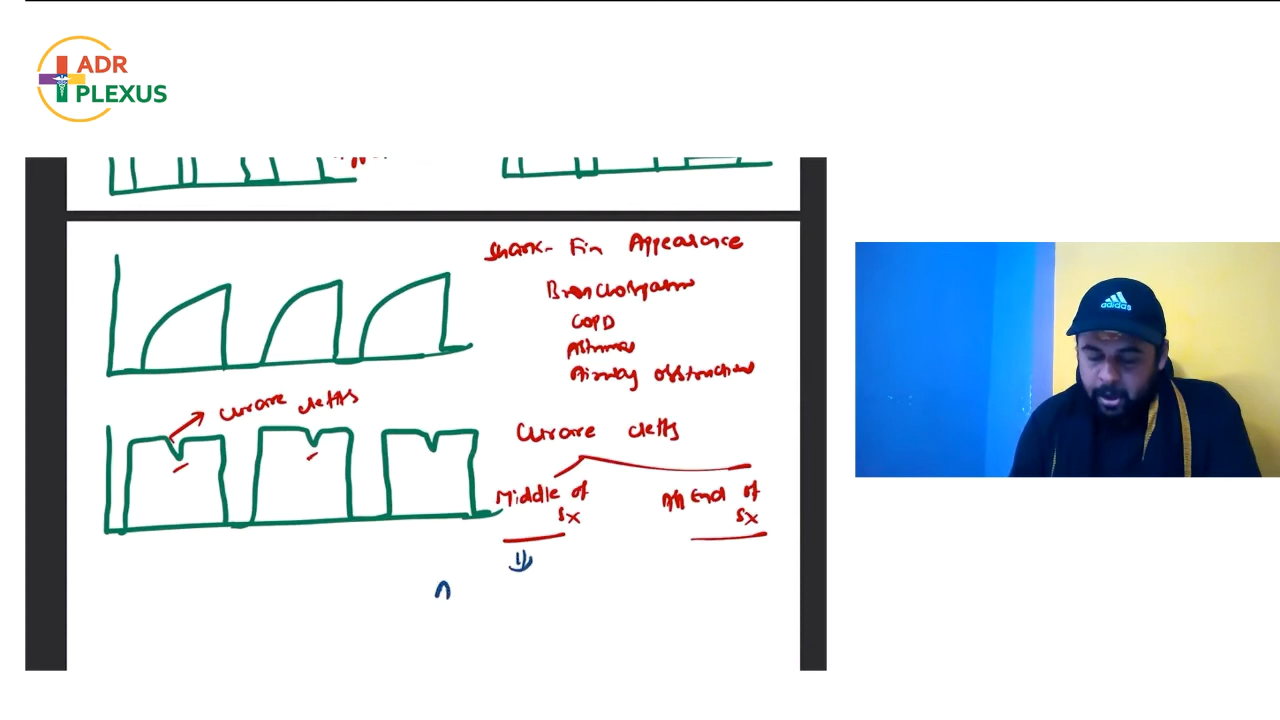 ADR
PLEXUS
Shark-Fin Appearance
Bronchospasm
COPD
Asthma
Airway obstruction
curare clefts
curare clefts
Middle of
Sx
End of
Sx
adidas